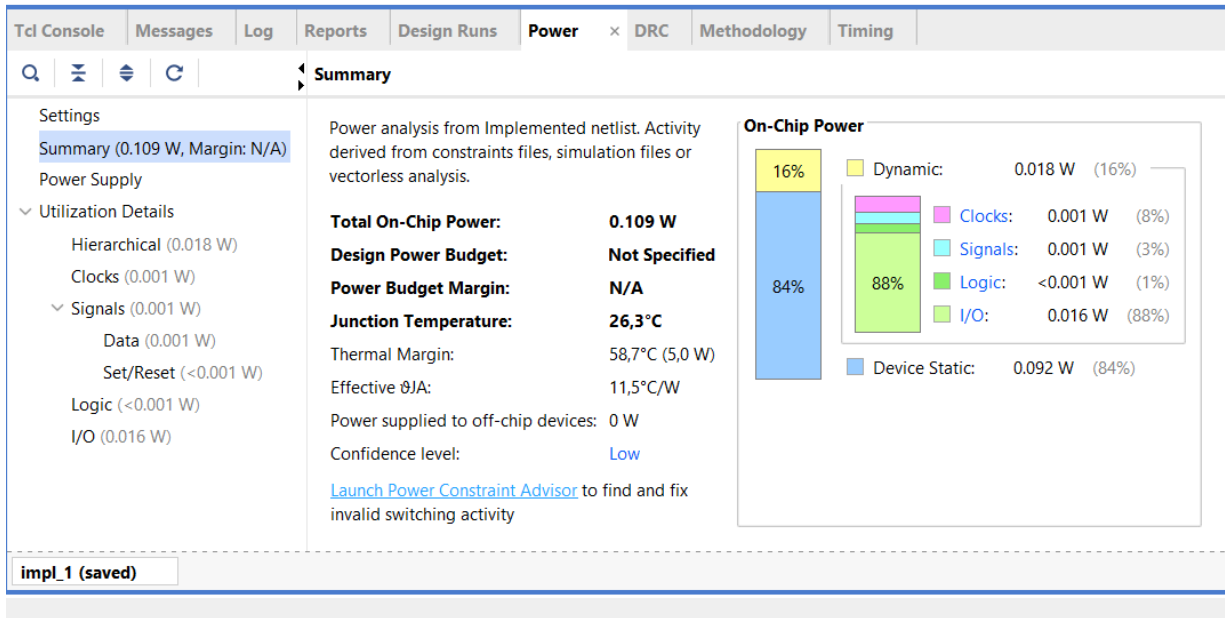 Tcl Console Messages Log Reports Design Runs Power × DRC Methodology Timing
Summary
Settings
Summary (0.109 W, Margin: N/A)
Power Supply
Utilization Details
Hierarchical (0.018 W)
Clocks (0.001 W)
Signals (0.001 W)
Data (0.001 W)
Set/Reset (<0.001 W)
Logic (<0.001 W)
I/O (0.016 W)
Power analysis from Implemented netlist. Activity
derived from constraints files, simulation files or
vectorless analysis.
Total On-Chip Power: 0.109 W
Design Power Budget: Not Specified
Power Budget Margin: N/A
Junction Temperature: 26,3°C
Thermal Margin: 58,7°C (5,0 W)
Effective ϑJA: 11,5°C/W
Power supplied to off-chip devices: 0 W
Confidence level: Low
Launch Power Constraint Advisor to find and fix
invalid switching activity
On-Chip Power
16%
84%
Dynamic: 0.018 W (16%)
88%
Clocks: 0.001 W (8%)
Signals: 0.001 W (3%)
Logic: <0.001 W (1%)
I/O: 0.016 W (88%)
Device Static: 0.092 W (84%)
impl_1 (saved)